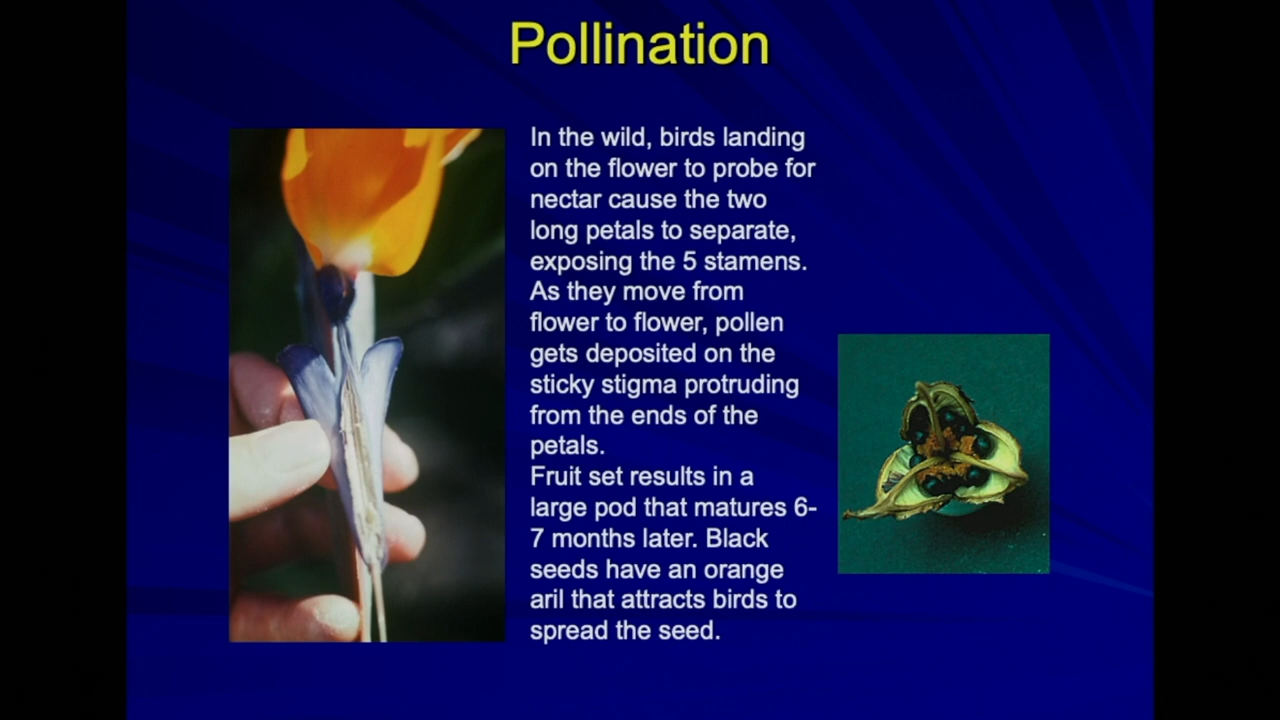 Pollination
In the wild, birds landing
on the flower to probe for
nectar cause the two
long petals to separate,
exposing the 5 stamens.
As they move from
flower to flower, pollen
gets deposited on the
sticky stigma protruding
from the ends of the
petals.
Fruit set results in a
large pod that matures 6-
7 months later. Black
seeds have an orange
aril that attracts birds to
spread the seed.